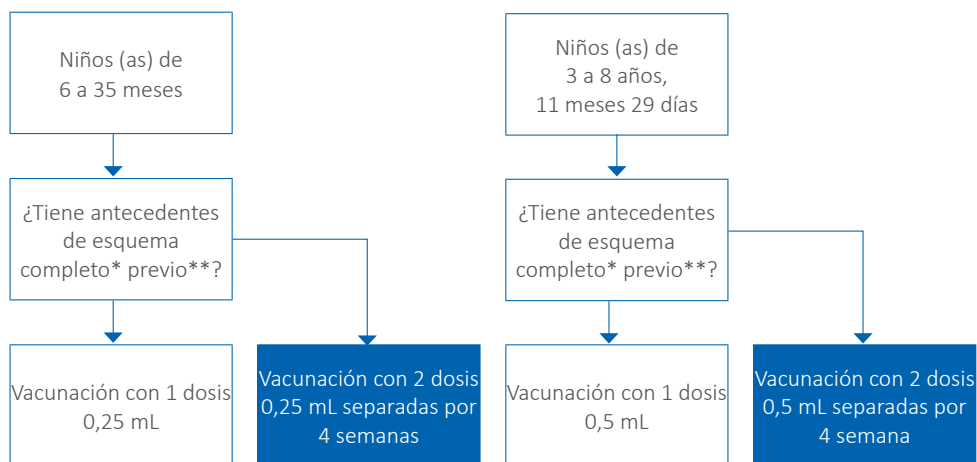 Niños (as) de
6 a 35 meses
¿Tiene antecedentes
de esquema
completo* previo**?
Vacunación con 1 dosis
0,25 mL
Vacunación con 2 dosis
0,25 mL separadas por
4 semanas
Niños (as) de
3 a 8 años,
11 meses 29 días
¿Tiene antecedentes
de esquema
completo* previo**?
Vacunación con 1 dosis
0,5 mL
Vacunación con 2 dosis
0,5 mL separadas por
4 semana